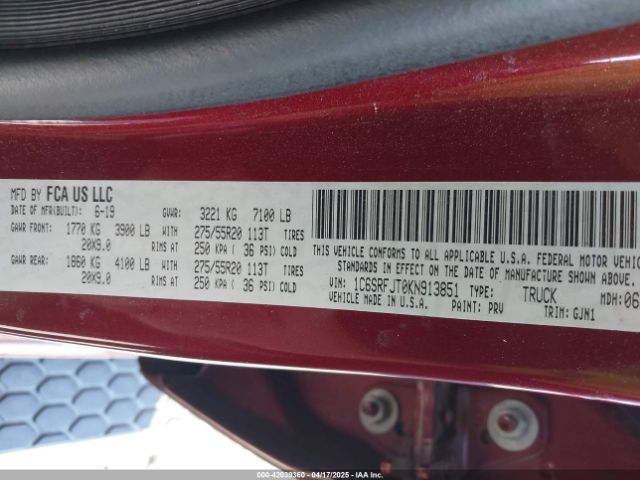 MFD BY FCA US LLC
DATE OF MFR(BUILT): 6-19 GVWR: 3221 KG 7100 LB
GAWR FRONT: 1770 KG 3900 LB WITH 275/55R20 113T TIRES
20X9.0 RIMS AT 250 KPA ( 36 PSI) COLD
GAWR REAR: 1860 KG 4100 LB WITH 275/55R20 113T TIRES
20X9.0 RIMS AT 250 KPA ( 36 PSI) COLD
THIS VEHICLE CONFORMS TO ALL APPLICABLE U.S.A. FEDERAL MOTOR
STANDARDS IN EFFECT ON THE DATE OF MANUFACTURE SHOWN ABOVE
VIN: 1C6SRFJT0KN913851 TYPE: TRUCK MDH: 06
MADE IN U.S.A. PAINT: PRV TRIM: GJN1
000-42039360 - 04/17/2025 - IAAI.COM